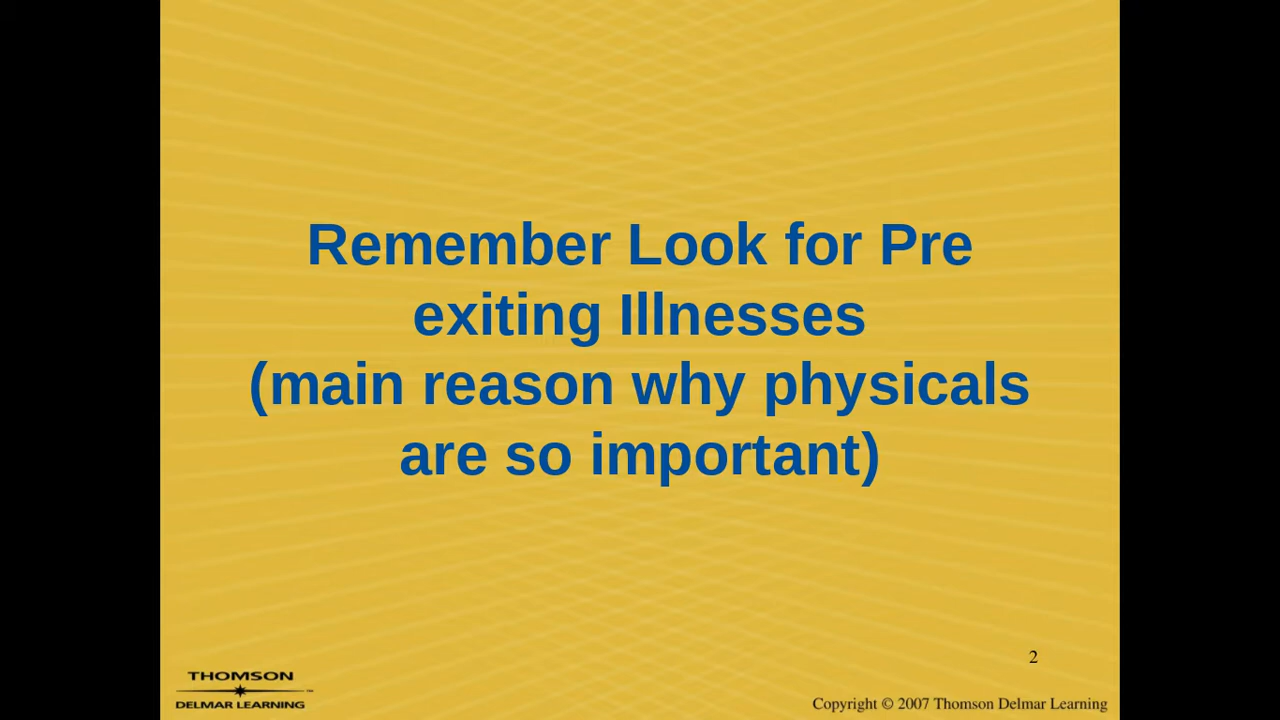 Remember Look for Pre
exiting Illnesses
(main reason why physicals
are so important)
2
THOMSON
™
DELMAR LEARNING
Copyright © 2007 Thomson Delmar Learning